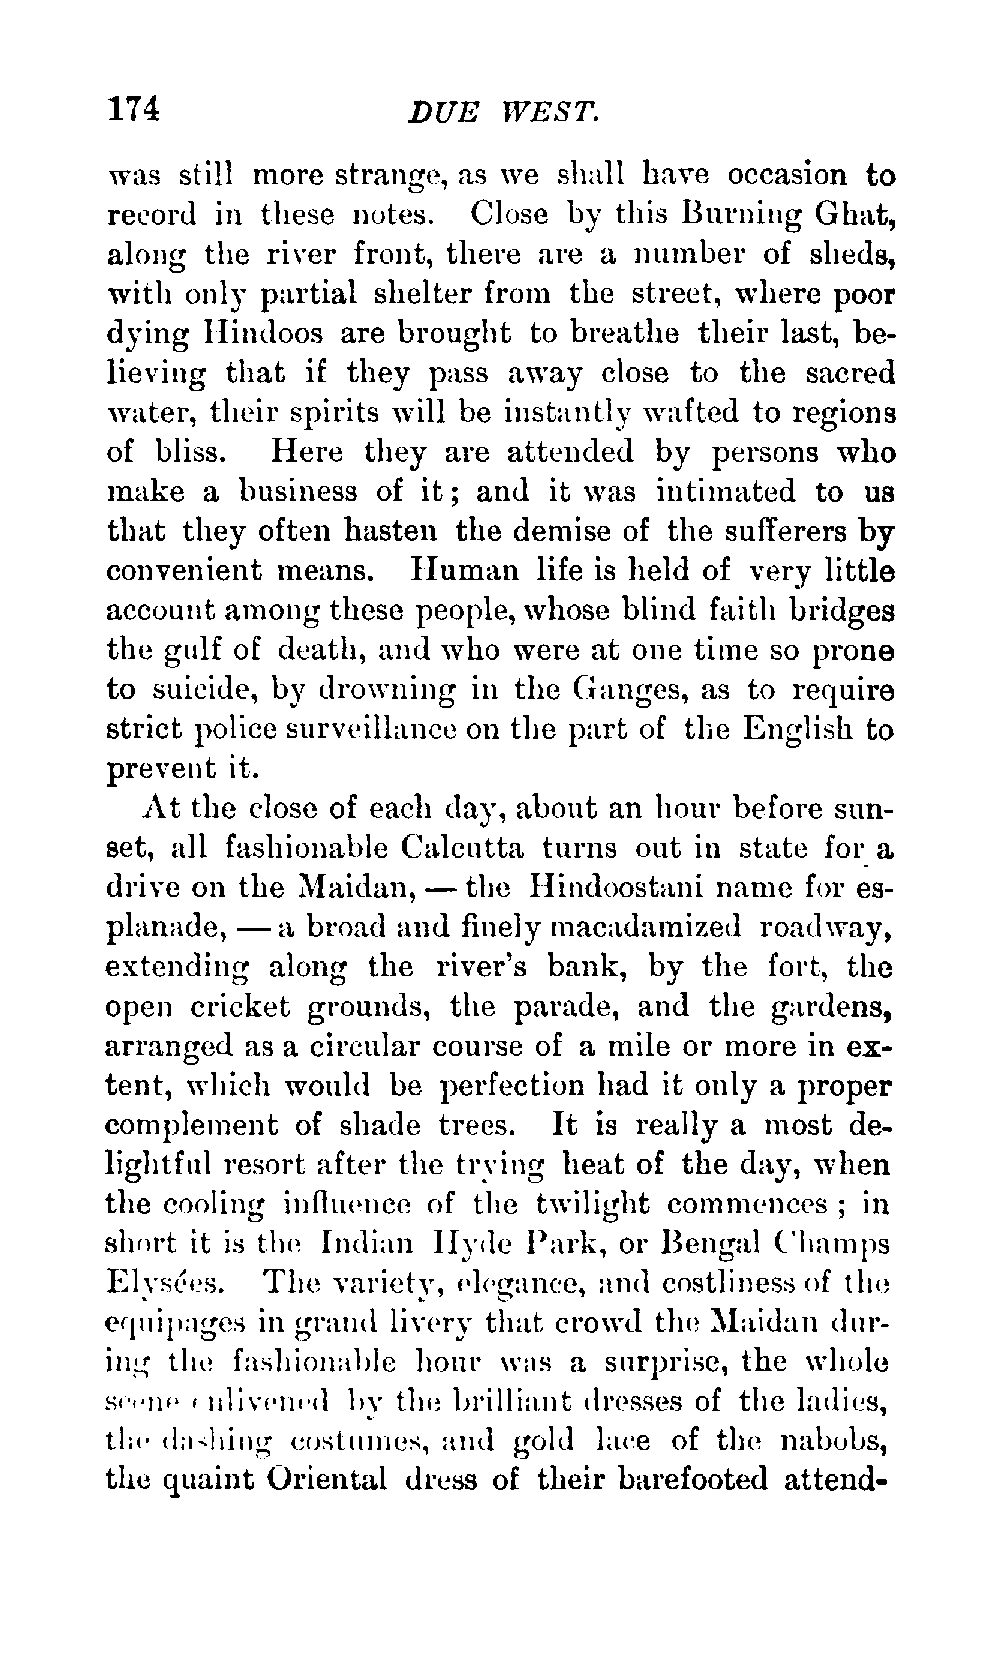 174 DUE WEST.
was still more strange, as we shall have occasion to
record in these notes. Close by this Burning Ghat,
along the river front, there are a number of sheds,
with only partial shelter from the street, where poor
dying Hindoos are brought to breathe their last, be-
lieving that if they pass away close to the sacred
water, their spirits will be instantly wafted to regions
of bliss. Here they are attended by persons who
make a business of it; and it was intimated to us
that they often hasten the demise of the sufferers by
convenient means. Human life is held of very little
account among these people, whose blind faith bridges
the gulf of death, and who were at one time so prone
to suicide, by drowning in the Ganges, as to require
strict police surveillance on the part of the English to
prevent it.
At the close of each day, about an hour before sun-
set, all fashionable Calcutta turns out in state for a
drive on the Maidan, — the Hindoostani name for es-
planade, — a broad and finely macadamized roadway,
extending along the river's bank, by the fort, the
open cricket grounds, the parade, and the gardens,
arranged as a circular course of a mile or more in ex-
tent, which would be perfection had it only a proper
complement of shade trees. It is really a most de-
lightful resort after the trying heat of the day, when
the cooling influence of the twilight commences ; in
short it is the Indian Hyde Park, or Bengal Champs
Elysées. The variety, elegance, and costliness of the
equipages in grand livery that crowd the Maidan dur-
ing the fashionable hour was a surprise, the whole
scene enlivened by the brilliant dresses of the ladies,
the dashing costumes, and gold lace of the nabobs,
the quaint Oriental dress of their barefooted attend-